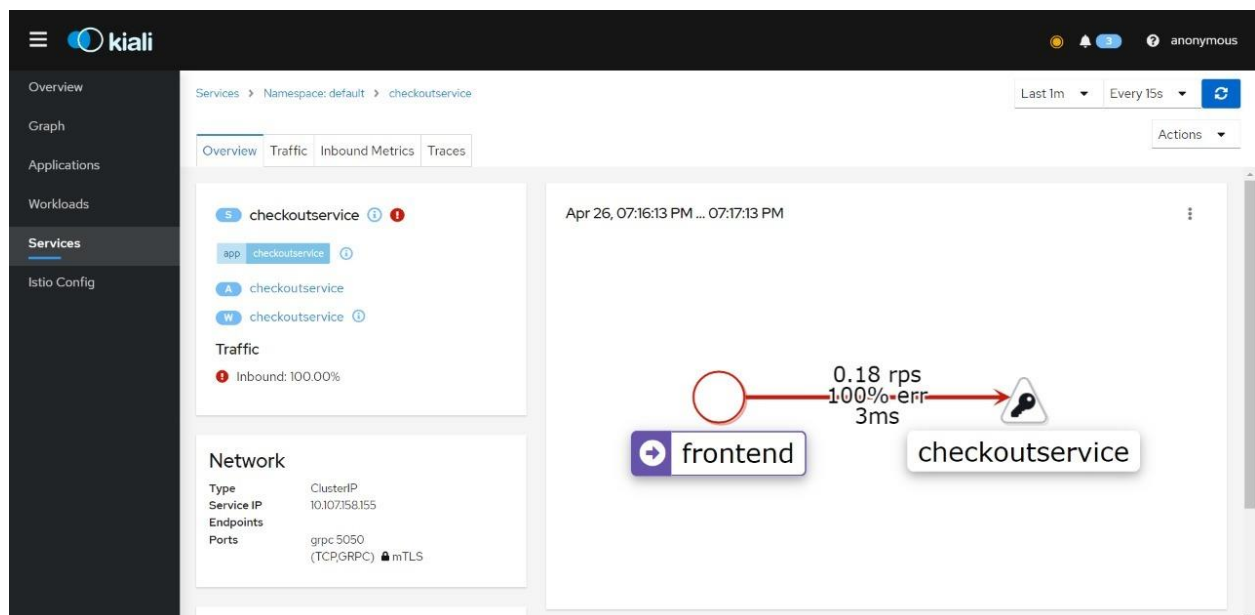 kiali
3
anonymous
Overview
Graph
Applications
Workloads
Services
Istio Config
Services > Namespace: default > checkoutservice
Last 1m
Every 15s
Actions
Overview Traffic Inbound Metrics Traces
S checkoutservice
app checkoutservice
A checkoutservice
W checkoutservice
Traffic
Inbound: 100.00%
Network
Type ClusterIP
Service IP 10.107.158.155
Endpoints
Ports grpc 5050
(TCP,GRPC) mTLS
Apr 26, 07:16:13 PM ... 07:17:13 PM
0.18 rps
100% err
3ms
frontend
checkoutservice